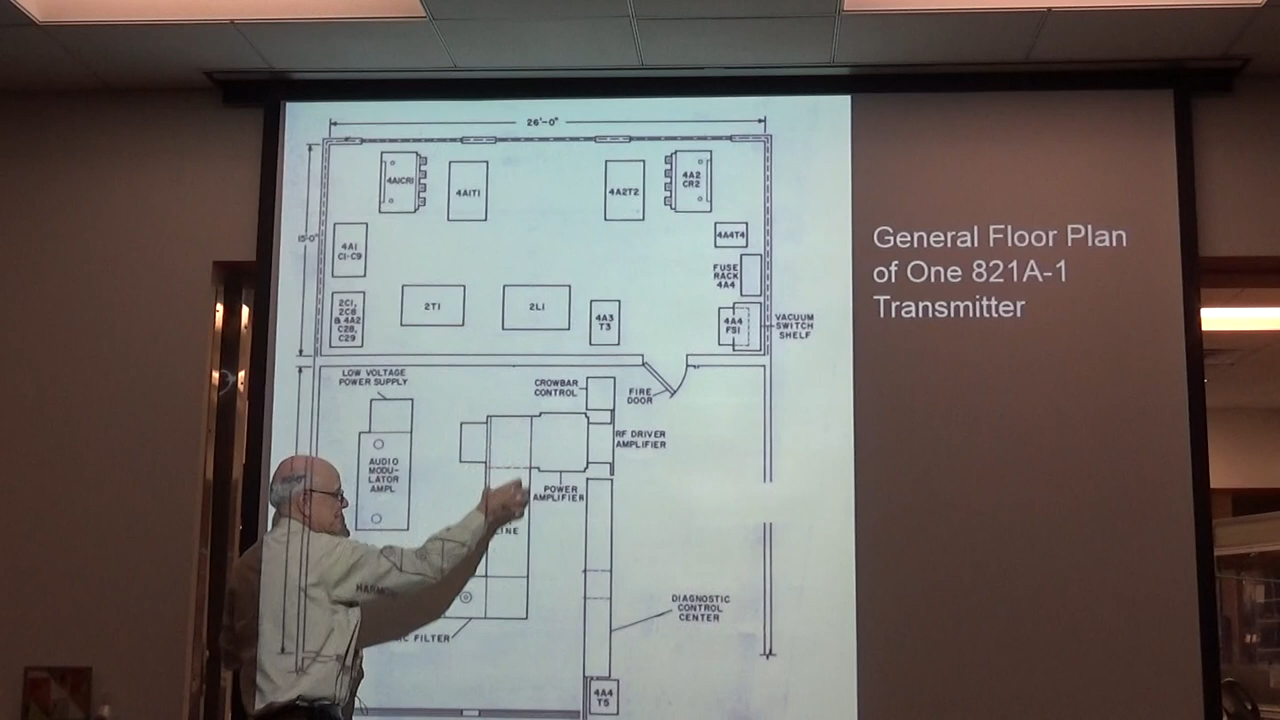 26'-0"
4A1CR1
4A1T1
4A2T2
4A2
CR2
15'-0"
4A1
C1-C9
4A4T4
FUSE
RACK
4A4
2C1,
2C8
& 4A2
C28,
C29
2T1
2L1
4A3
T3
4A4
FS1
VACUUM
SWITCH
SHELF
General Floor Plan
of One 821A-1
Transmitter
LOW VOLTAGE
POWER SUPPLY
CROWBAR
CONTROL
FIRE
DOOR
RF DRIVER
AMPLIFIER
AUDIO
MODU-
LATOR
AMPL
POWER
AMPLIFIER
LINE
HARMO
IC FILTER
DIAGNOSTIC
CONTROL
CENTER
4A4
T5